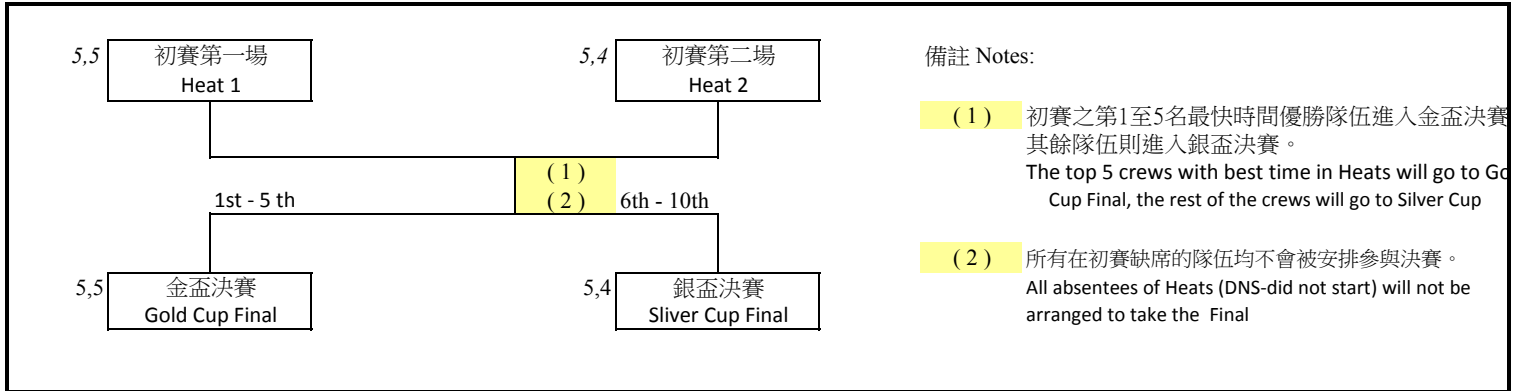 5,5
初賽第一場
Heat 1
5,4
初賽第二場
Heat 2
備註 Notes:
( 1 )
初賽之第1至5名最快時間優勝隊伍進入金盃決賽
其餘隊伍則進入銀盃決賽。
The top 5 crews with best time in Heats will go to Go
Cup Final, the rest of the crews will go to Silver Cup
( 1 )
1st - 5 th
( 2 )
6th - 10th
( 2 )
所有在初賽缺席的隊伍均不會被安排參與決賽。
All absentees of Heats (DNS-did not start) will not be
arranged to take the Final
5,5
金盃決賽
Gold Cup Final
5,4
銀盃決賽
Sliver Cup Final